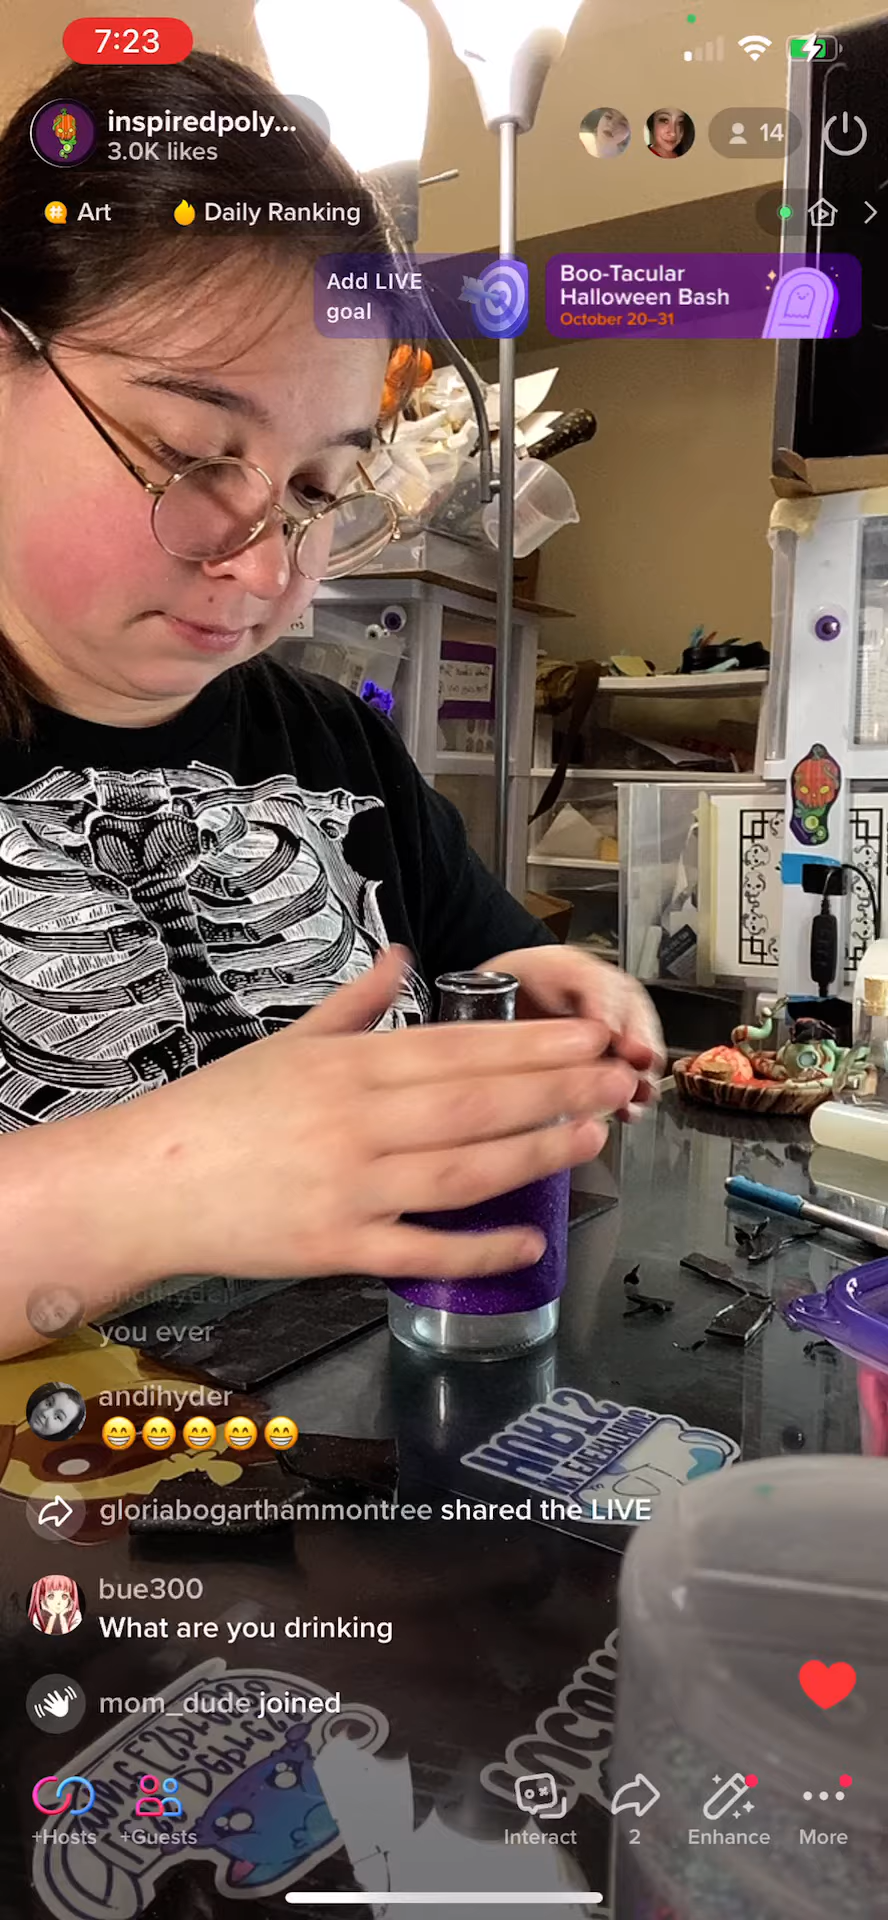 7:23
inspiredpoly...
3.0K likes
14
Art
Daily Ranking
Add LIVE
goal
Boo-Tacular
Halloween Bash
October 20–31
andihyder
you ever
andihyder
😁😁😁😁😁
gloriabogarthammontree shared the LIVE
bue300
What are you drinking
mom_dude joined
+Hosts
+Guests
Interact
2
Enhance
More
HURTS